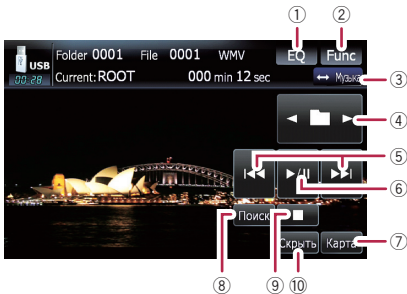 ① ②
USB Folder 0001 File 0001 WMV EQ Func
00:28 Current:ROOT 000 min 12 sec ↔ Музыка ③
④
⑤
⑥
Поиск
Скрыть Карта ⑦
⑧ ⑨ ⑩